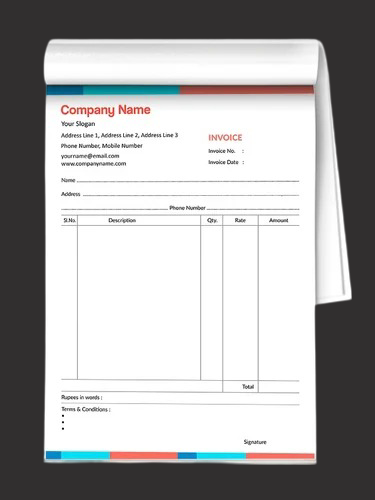 Company Name
Your Slogan
Address Line 1, Address Line 2, Address Line 3
Phone Number, Mobile Number
yourname@email.com
www.companyname.com
INVOICE
Invoice No. :
Invoice Date :
Name
Address
Phone Number
Sl.No. Description Qty. Rate Amount
Total
Rupees in words :
Terms & Conditions :
Signature